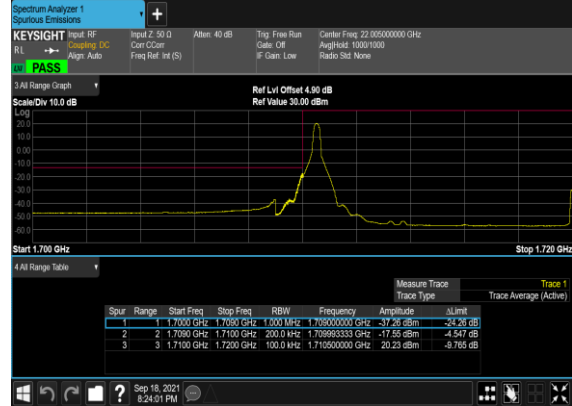 Spectrum Analyzer 1
Spurious Emissions
+
KEYSIGHT Input: RF Input Z: 50 Ω Atten: 40 dB Trig: Free Run Center Freq: 22.005000000 GHz
RL Coupling: DC Corr CCorr Gate: Off Avg|Hold: 1000/1000
Align: Auto Freq Ref: Int (S) IF Gain: Low Radio Std: None
PASS
3 All Range Graph Ref Lvl Offset 4.90 dB
Scale/Div 10.0 dB Ref Value 30.00 dBm
Log
20.0
10.0
0.00
-10.0
-20.0
-30.0
-40.0
-50.0
-60.0
Start 1.700 GHz Stop 1.720 GHz
4 All Range Table
Measure Trace Trace 1
Trace Type Trace Average (Active)
Spur Range Start Freq Stop Freq RBW Frequency Amplitude ΔLimit
1 1 1.7000 GHz 1.7090 GHz 1.000 MHz 1.709000000 GHz -37.26 dBm -24.26 dB
2 2 1.7090 GHz 1.7100 GHz 200.0 kHz 1.709993333 GHz -17.55 dBm -4.547 dB
3 3 1.7100 GHz 1.7200 GHz 100.0 kHz 1.710500000 GHz 20.23 dBm -9.765 dB
? Sep 18, 2021
8:24:01 PM